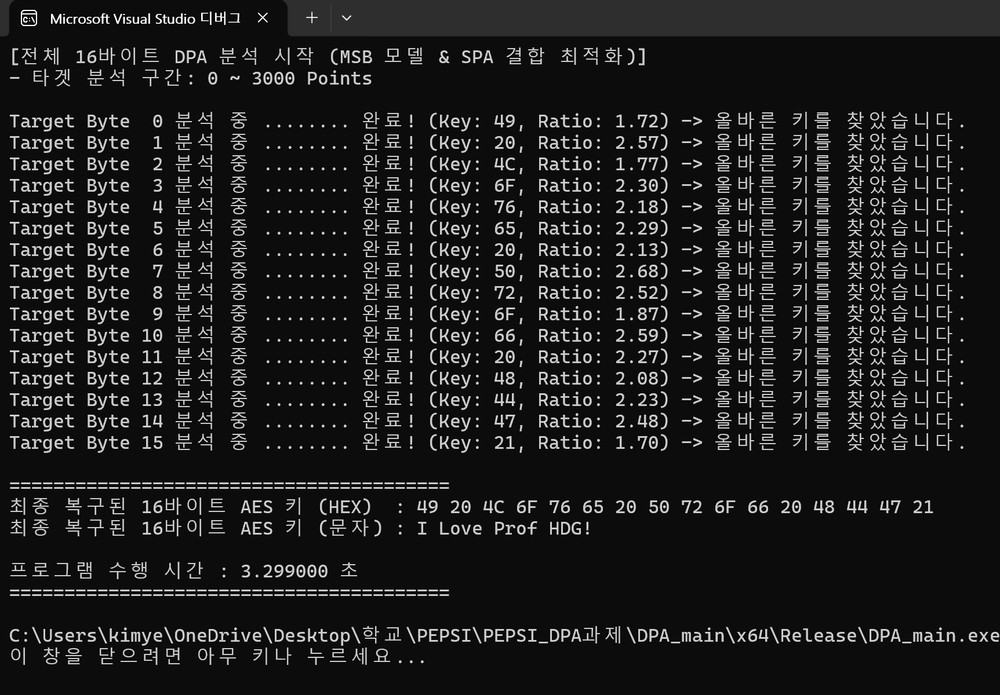 Microsoft Visual Studio 디버그
[전체 16바이트 DPA 분석 시작 (MSB 모델 & SPA 결합 최적화)]
- 타겟 분석 구간: 0 ~ 3000 Points
Target Byte  0 분석 중 ........ 완료! (Key: 49, Ratio: 1.72) -> 올바른 키를 찾았습니다.
Target Byte  1 분석 중 ........ 완료! (Key: 20, Ratio: 2.57) -> 올바른 키를 찾았습니다.
Target Byte  2 분석 중 ........ 완료! (Key: 4C, Ratio: 1.77) -> 올바른 키를 찾았습니다.
Target Byte  3 분석 중 ........ 완료! (Key: 6F, Ratio: 2.30) -> 올바른 키를 찾았습니다.
Target Byte  4 분석 중 ........ 완료! (Key: 76, Ratio: 2.18) -> 올바른 키를 찾았습니다.
Target Byte  5 분석 중 ........ 완료! (Key: 65, Ratio: 2.29) -> 올바른 키를 찾았습니다.
Target Byte  6 분석 중 ........ 완료! (Key: 20, Ratio: 2.13) -> 올바른 키를 찾았습니다.
Target Byte  7 분석 중 ........ 완료! (Key: 50, Ratio: 2.68) -> 올바른 키를 찾았습니다.
Target Byte  8 분석 중 ........ 완료! (Key: 72, Ratio: 2.52) -> 올바른 키를 찾았습니다.
Target Byte  9 분석 중 ........ 완료! (Key: 6F, Ratio: 1.87) -> 올바른 키를 찾았습니다.
Target Byte 10 분석 중 ........ 완료! (Key: 66, Ratio: 2.59) -> 올바른 키를 찾았습니다.
Target Byte 11 분석 중 ........ 완료! (Key: 20, Ratio: 2.27) -> 올바른 키를 찾았습니다.
Target Byte 12 분석 중 ........ 완료! (Key: 48, Ratio: 2.08) -> 올바른 키를 찾았습니다.
Target Byte 13 분석 중 ........ 완료! (Key: 44, Ratio: 2.23) -> 올바른 키를 찾았습니다.
Target Byte 14 분석 중 ........ 완료! (Key: 47, Ratio: 2.48) -> 올바른 키를 찾았습니다.
Target Byte 15 분석 중 ........ 완료! (Key: 21, Ratio: 1.70) -> 올바른 키를 찾았습니다.
========================================
최종 복구된 16바이트 AES 키 (HEX)  : 49 20 4C 6F 76 65 20 50 72 6F 66 20 48 44 47 21
최종 복구된 16바이트 AES 키 (문자) : I Love Prof HDG!
프로그램 수행 시간 : 3.299000 초
========================================
C:\Users\kimye\OneDrive\Desktop\학교\PEPSI\PEPSI_DPA과제\DPA_main\x64\Release\DPA_main.exe
이 창을 닫으려면 아무 키나 누르세요...